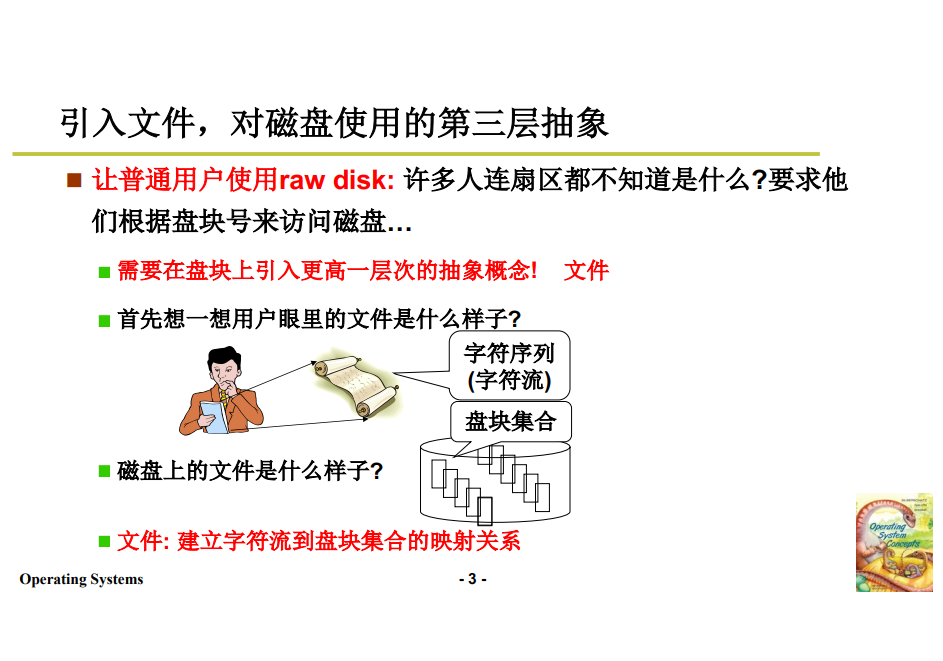 引入文件，对磁盘使用的第三层抽象
让普通用户使用raw disk: 许多人连扇区都不知道是什么?要求他
们根据盘块号来访问磁盘…
需要在盘块上引入更高一层次的抽象概念! 文件
首先想一想用户眼里的文件是什么样子?
字符序列
(字符流)
盘块集合
磁盘上的文件是什么样子?
文件: 建立字符流到盘块集合的映射关系
Operating
System
Concepts
Operating Systems
- 3 -